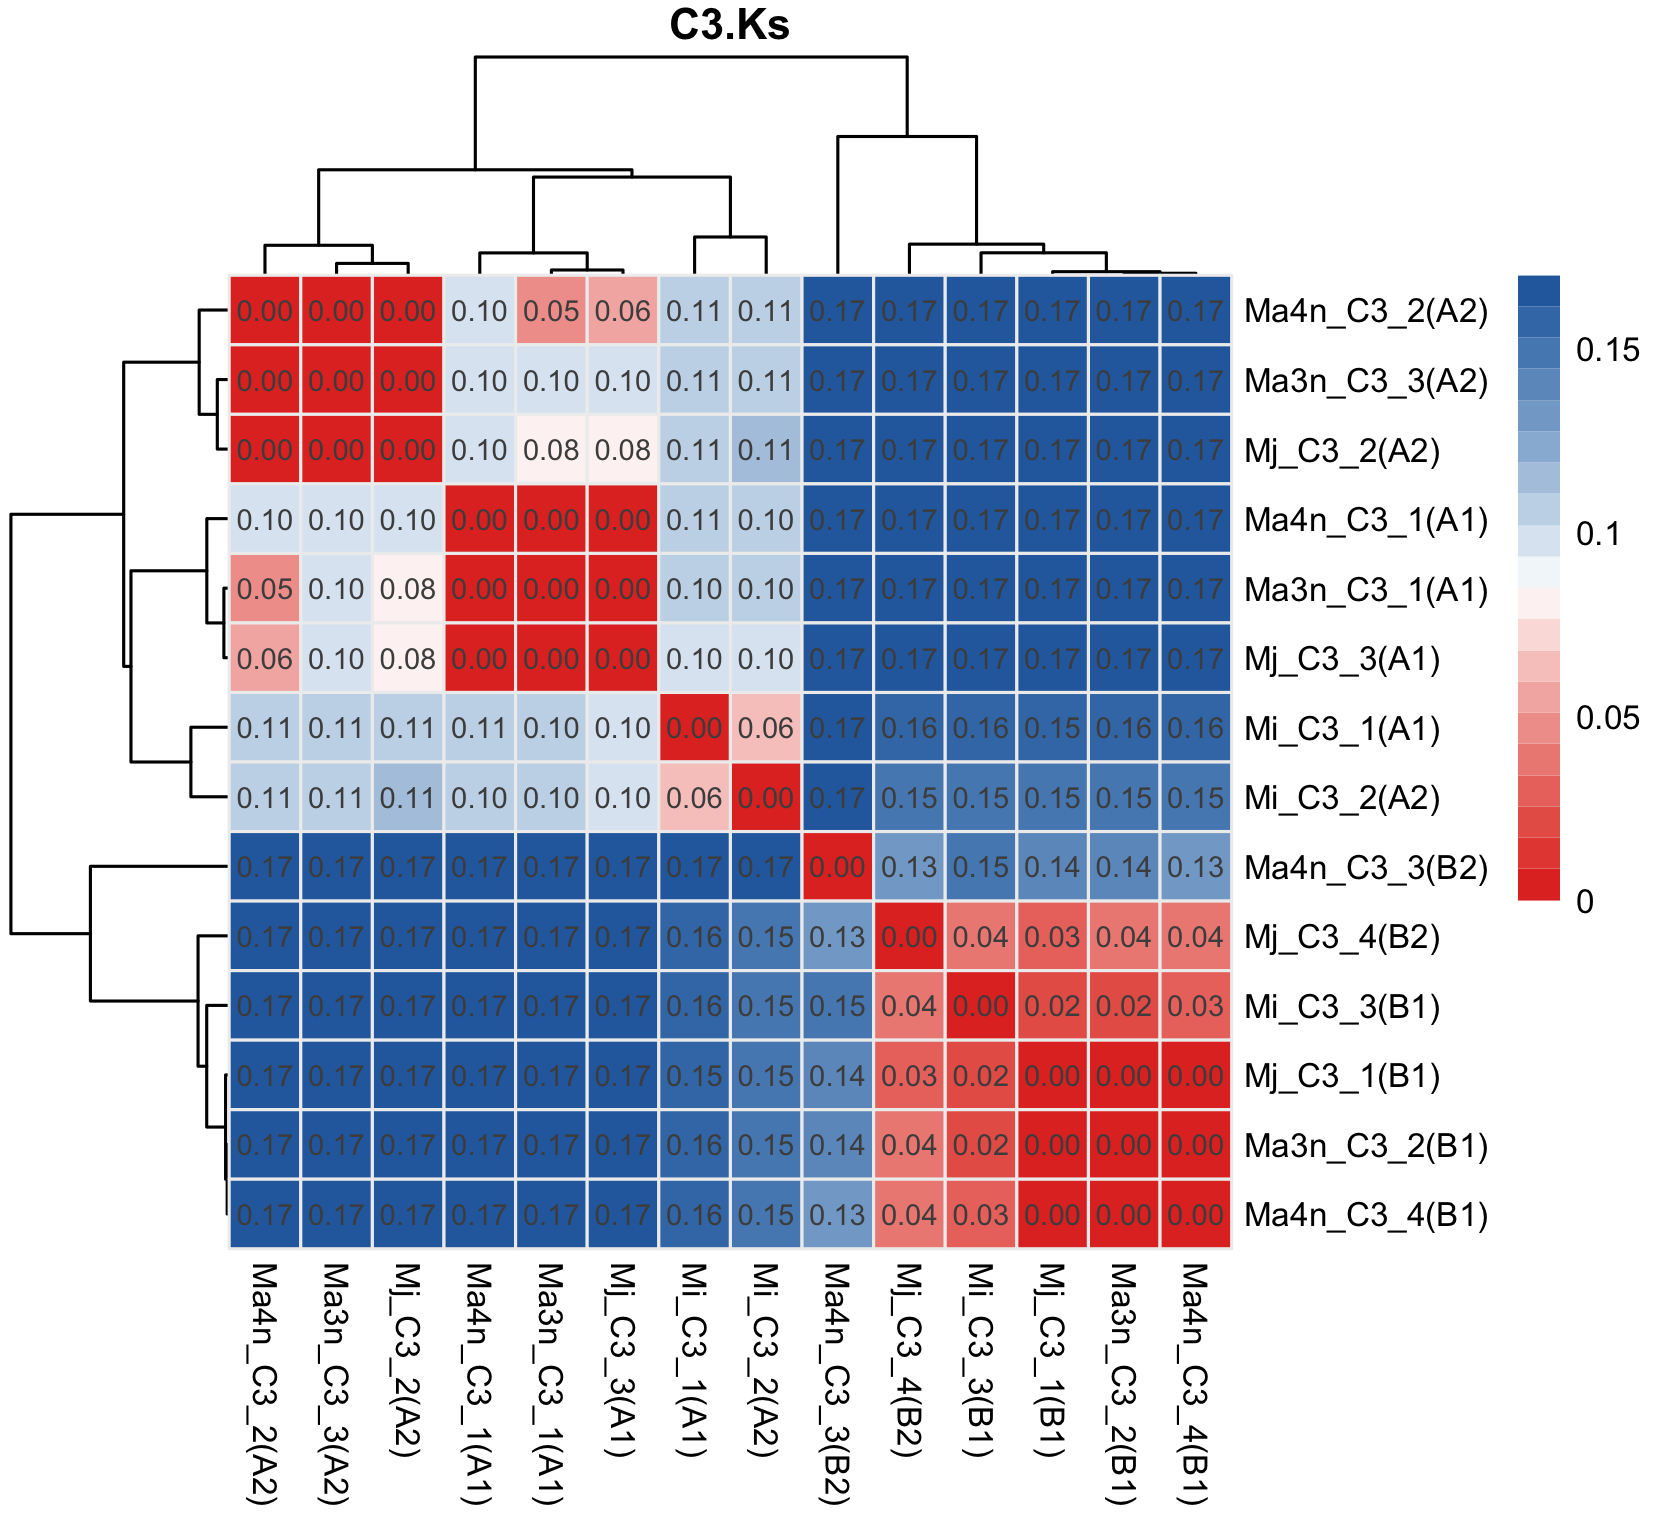 C3.Ks
0.00 0.00 0.00 0.10 0.05 0.06 0.11 0.11 0.17 0.17 0.17 0.17 0.17 0.17 Ma4n_C3_2(A2)
0.00 0.00 0.00 0.10 0.10 0.10 0.11 0.11 0.17 0.17 0.17 0.17 0.17 0.17 Ma3n_C3_3(A2)
0.00 0.00 0.00 0.10 0.08 0.08 0.11 0.11 0.17 0.17 0.17 0.17 0.17 0.17 Mj_C3_2(A2)
0.10 0.10 0.10 0.00 0.00 0.00 0.11 0.10 0.17 0.17 0.17 0.17 0.17 0.17 Ma4n_C3_1(A1)
0.05 0.10 0.08 0.00 0.00 0.00 0.10 0.10 0.17 0.17 0.17 0.17 0.17 0.17 Ma3n_C3_1(A1)
0.06 0.10 0.08 0.00 0.00 0.00 0.10 0.10 0.17 0.17 0.17 0.17 0.17 0.17 Mj_C3_3(A1)
0.11 0.11 0.11 0.11 0.10 0.10 0.00 0.06 0.17 0.16 0.16 0.15 0.16 0.16 Mi_C3_1(A1)
0.11 0.11 0.11 0.10 0.10 0.10 0.06 0.00 0.17 0.15 0.15 0.15 0.15 0.15 Mi_C3_2(A2)
0.17 0.17 0.17 0.17 0.17 0.17 0.17 0.17 0.00 0.13 0.15 0.14 0.14 0.13 Ma4n_C3_3(B2)
0.17 0.17 0.17 0.17 0.17 0.17 0.16 0.15 0.13 0.00 0.04 0.03 0.04 0.04 Mj_C3_4(B2)
0.17 0.17 0.17 0.17 0.17 0.17 0.16 0.15 0.15 0.04 0.00 0.02 0.02 0.03 Mi_C3_3(B1)
0.17 0.17 0.17 0.17 0.17 0.17 0.15 0.15 0.14 0.03 0.02 0.00 0.00 0.00 Mj_C3_1(B1)
0.17 0.17 0.17 0.17 0.17 0.17 0.16 0.15 0.14 0.04 0.02 0.00 0.00 0.00 Ma3n_C3_2(B1)
0.17 0.17 0.17 0.17 0.17 0.17 0.16 0.15 0.13 0.04 0.03 0.00 0.00 0.00 Ma4n_C3_4(B1)
Ma4n_C3_2(A2)
Ma3n_C3_3(A2)
Mj_C3_2(A2)
Ma4n_C3_1(A1)
Ma3n_C3_1(A1)
Mj_C3_3(A1)
Mi_C3_1(A1)
Mi_C3_2(A2)
Ma4n_C3_3(B2)
Mj_C3_4(B2)
Mi_C3_3(B1)
Mj_C3_1(B1)
Ma3n_C3_2(B1)
Ma4n_C3_4(B1)
0.15
0.1
0.05
0